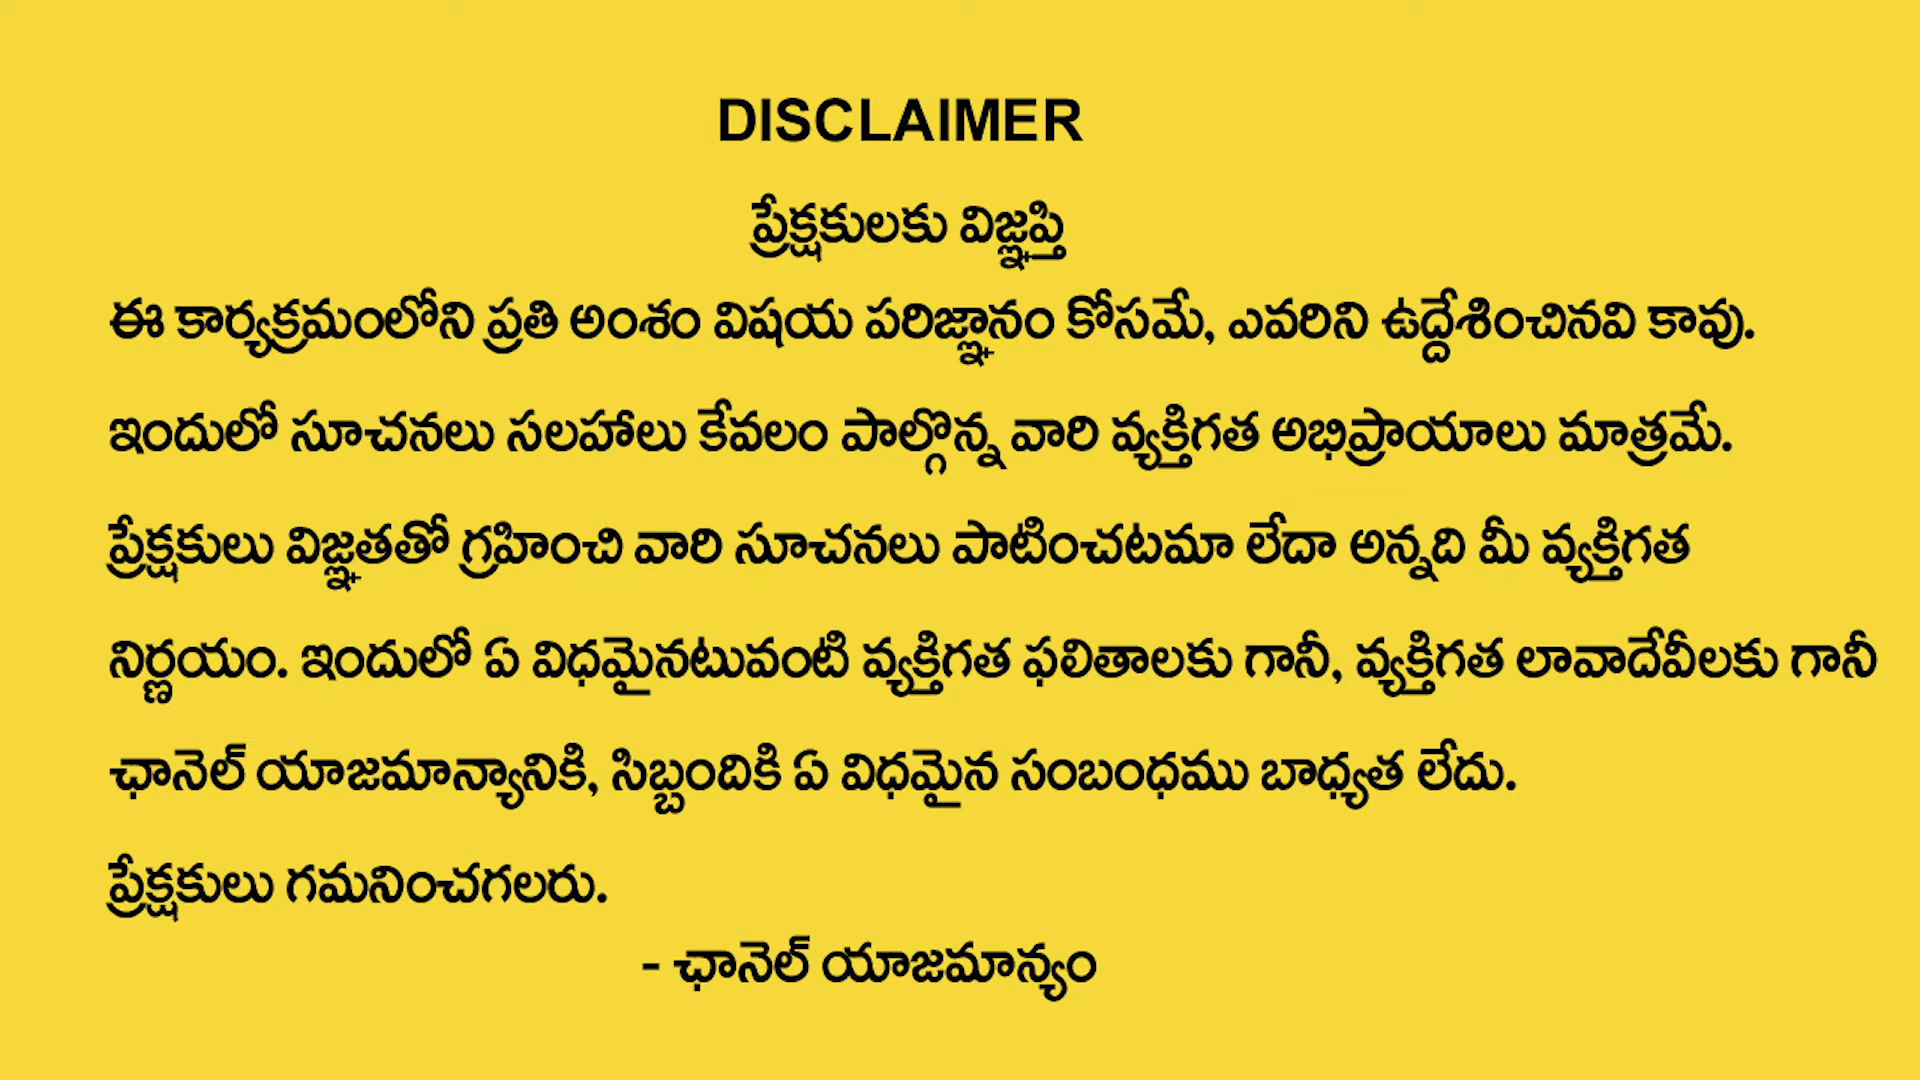 DISCLAIMER
ప్రేక్షకులకు విజ్ఞప్తి
ఈ కార్యక్రమంలోని ప్రతి అంశం విషయ పరిజ్ఞానం కోసమే, ఎవరిని ఉద్దేశించినవి కావు.
ఇందులో సూచనలు సలహాలు కేవలం పాల్గొన్న వారి వ్యక్తిగత అభిప్రాయాలు మాత్రమే.
ప్రేక్షకులు విజ్ఞతతో గ్రహించి వారి సూచనలు పాటించటమా లేదా అన్నది మీ వ్యక్తిగత
నిర్ణయం. ఇందులో ఏ విధమైనటువంటి వ్యక్తిగత ఫలితాలకు గానీ, వ్యక్తిగత లావాదేవీలకు గానీ
ఛానెల్ యాజమాన్యానికి, సిబ్బందికి ఏ విధమైన సంబంధము బాధ్యత లేదు.
ప్రేక్షకులు గమనించగలరు.
- ఛానెల్ యాజమాన్యం